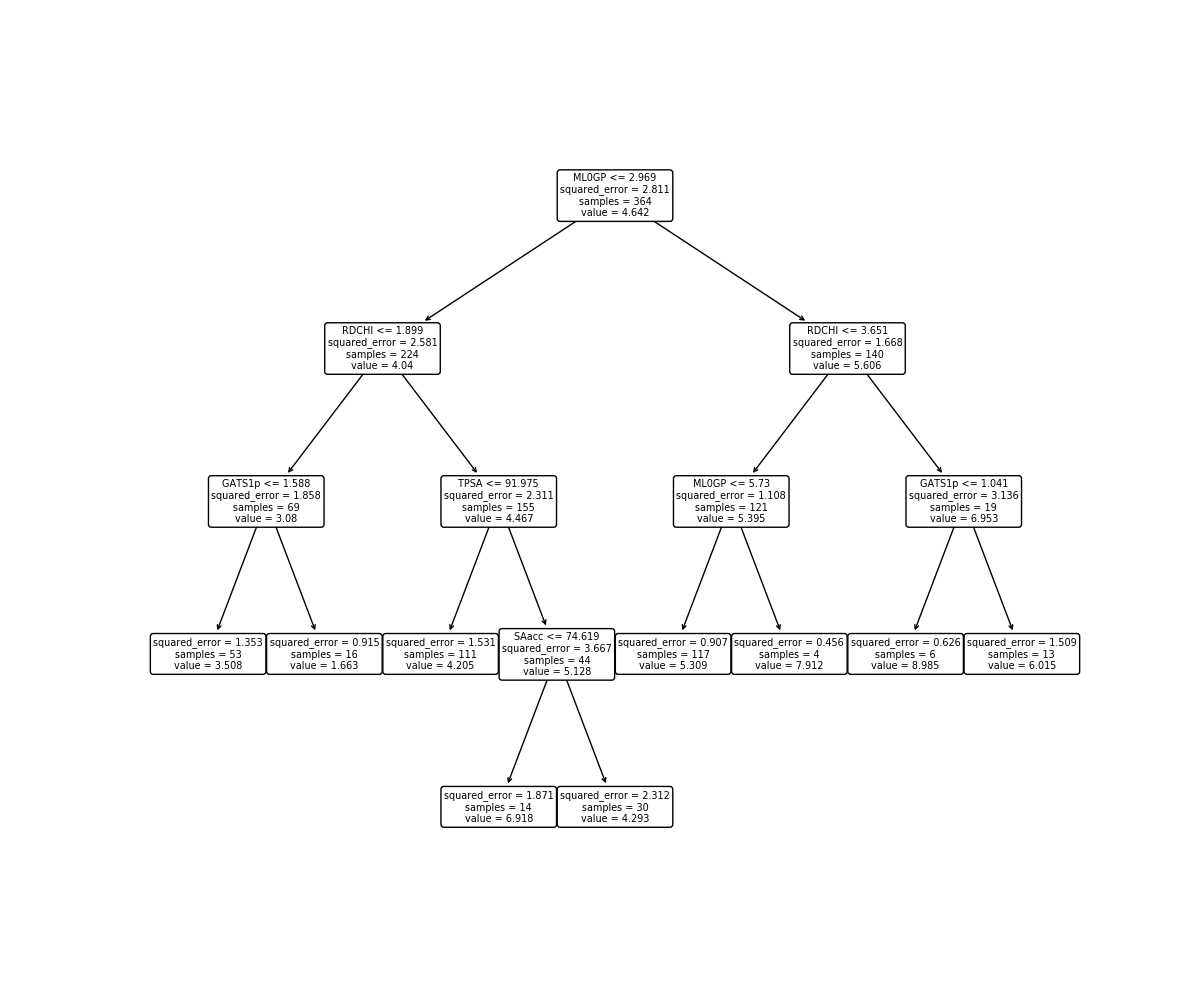 MLOGP <= 2.969
squared_error = 2.811
samples = 364
value = 4.642
RDCHI <= 1.899
squared_error = 2.581
samples = 224
value = 4.04
RDCHI <= 3.651
squared_error = 1.668
samples = 140
value = 5.606
GATS1p <= 1.588
squared_error = 1.858
samples = 69
value = 3.08
TPSA <= 91.975
squared_error = 2.311
samples = 155
value = 4.467
MLOGP <= 5.73
squared_error = 1.108
samples = 121
value = 5.395
GATS1p <= 1.041
squared_error = 3.136
samples = 19
value = 6.953
squared_error = 1.353
samples = 53
value = 3.508
squared_error = 0.915
samples = 16
value = 1.663
squared_error = 1.531
samples = 111
value = 4.205
SAacc <= 74.619
squared_error = 3.667
samples = 44
value = 5.128
squared_error = 0.907
samples = 117
value = 5.309
squared_error = 0.456
samples = 4
value = 7.912
squared_error = 0.626
samples = 6
value = 8.985
squared_error = 1.509
samples = 13
value = 6.015
squared_error = 1.871
samples = 14
value = 6.918
squared_error = 2.312
samples = 30
value = 4.293